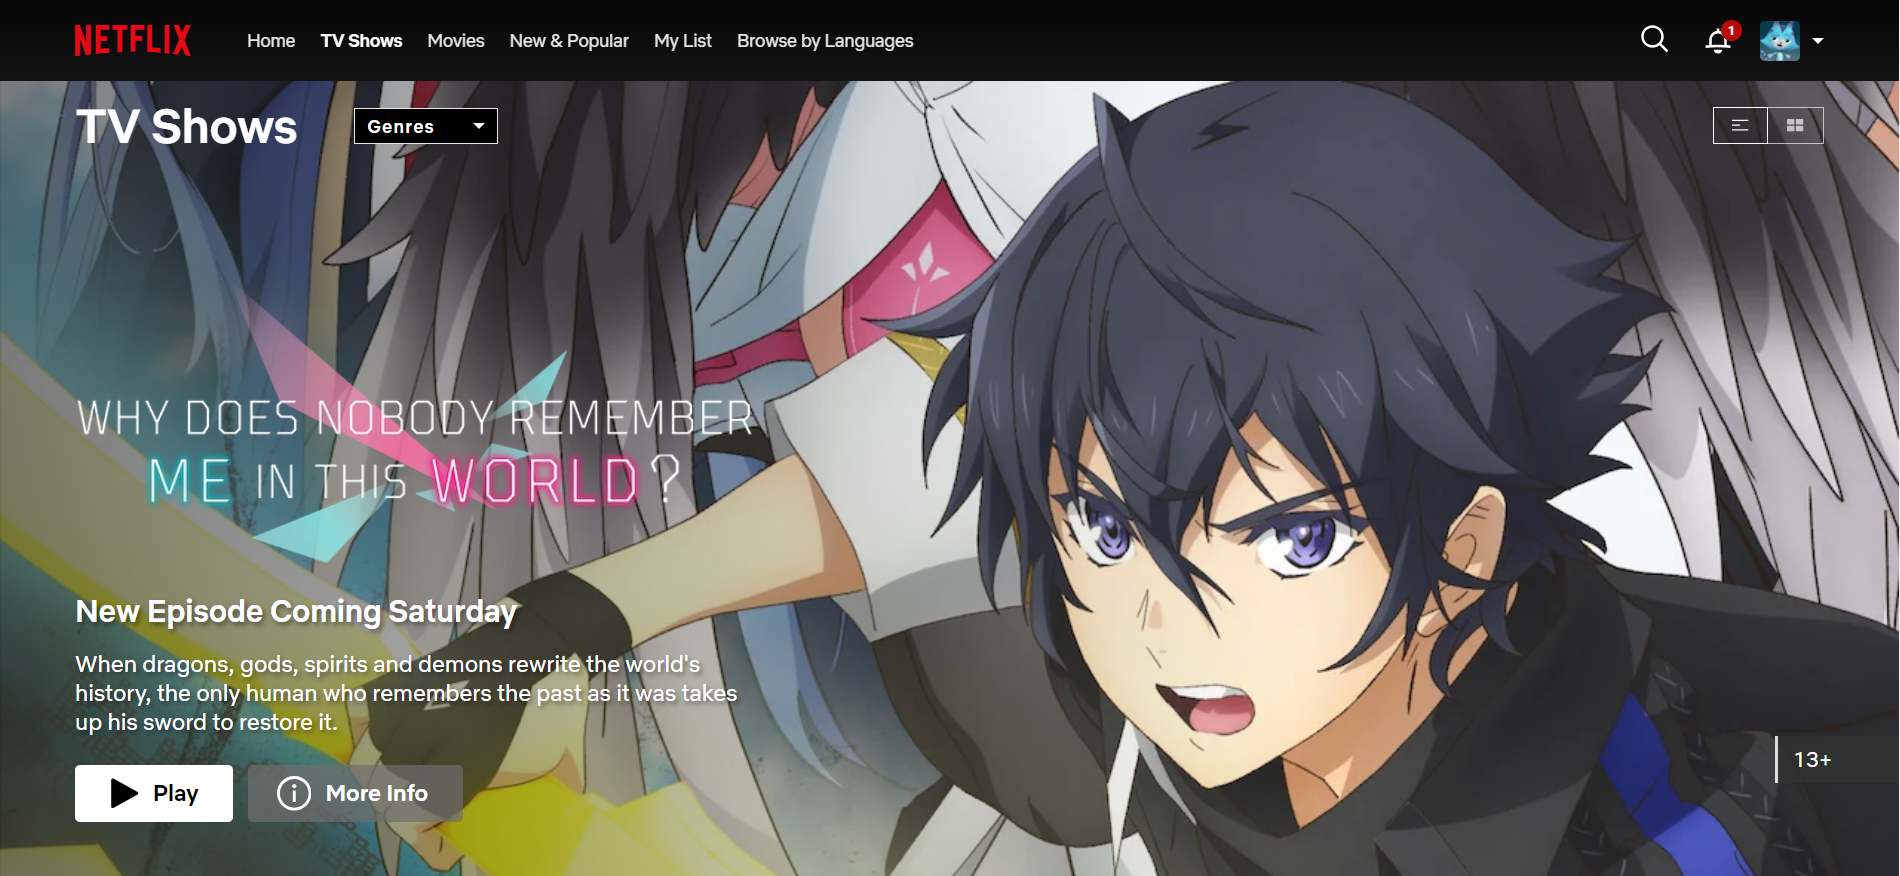 NETFLIX Home TV Shows Movies New & Popular My List Browse by Languages 1
TV Shows Genres
WHY DOES NOBODY REMEMBER
ME IN THIS WORLD?
New Episode Coming Saturday
When dragons, gods, spirits and demons rewrite the world's
history, the only human who remembers the past as it was takes
up his sword to restore it.
13+
Play More Info